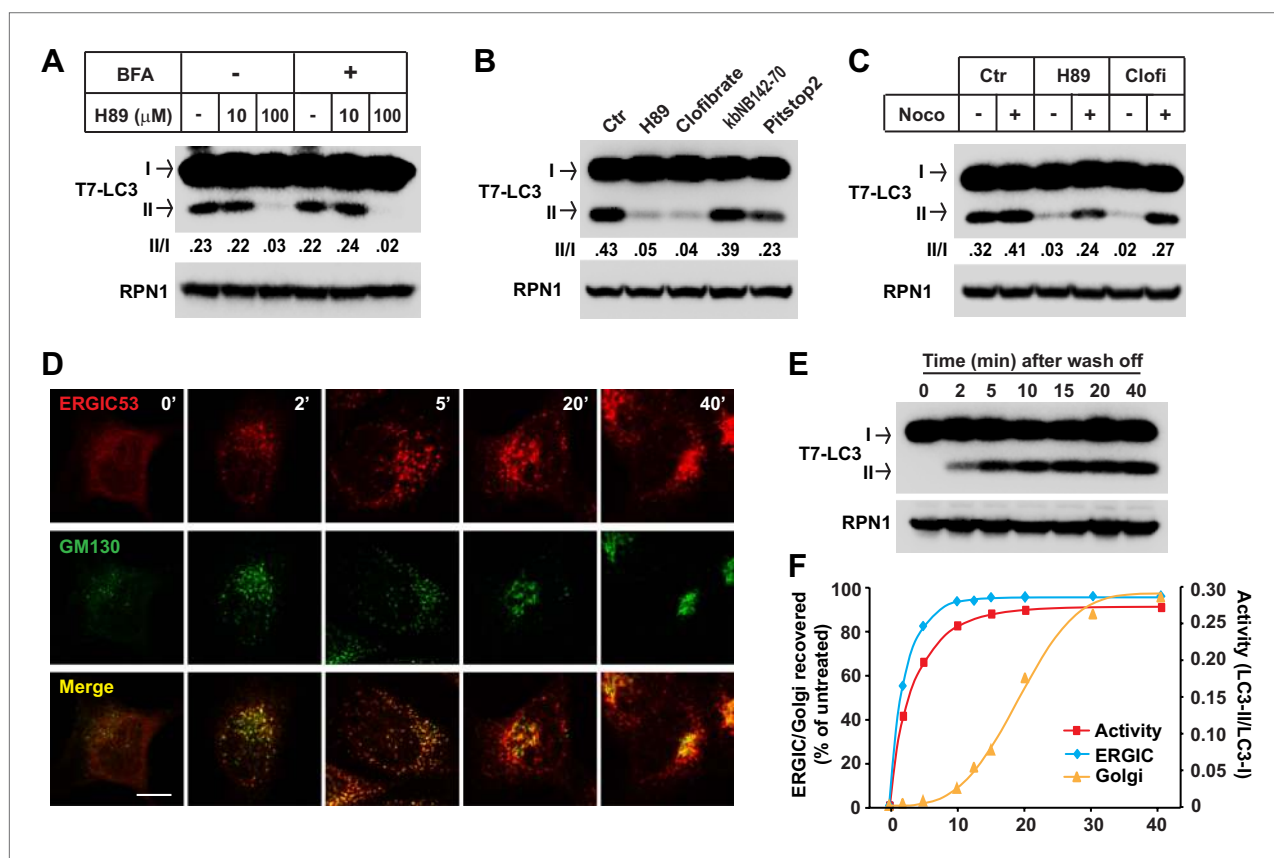 A
BFA - +
H89 (μM) - 10 100 - 10 100
I
T7-LC3
II
II/I .23 .22 .03 .22 .24 .02
RPN1
B
Ctr H89 Clofibrate kbNB142-70 Pitstop2
I
T7-LC3
II
II/I .43 .05 .04 .39 .23
RPN1
C
Ctr H89 Clofi
Noco - + - + - +
I
T7-LC3
II
II/I .32 .41 .03 .24 .02 .27
RPN1
D
ERGIC53 0’ 2’ 5’ 20’ 40’
GM130
Merge
E
Time (min) after wash off
0 2 5 10 15 20 40
I
T7-LC3
II
RPN1
F
ERGIC/Golgi recovered
(% of untreated)
100
80
60
40
20
0
Activity
ERGIC
Golgi
0.30
0.25
0.20
0.15
0.10
0.05
0
Activity (LC3-II/LC3-I)
0 10 20 30 40